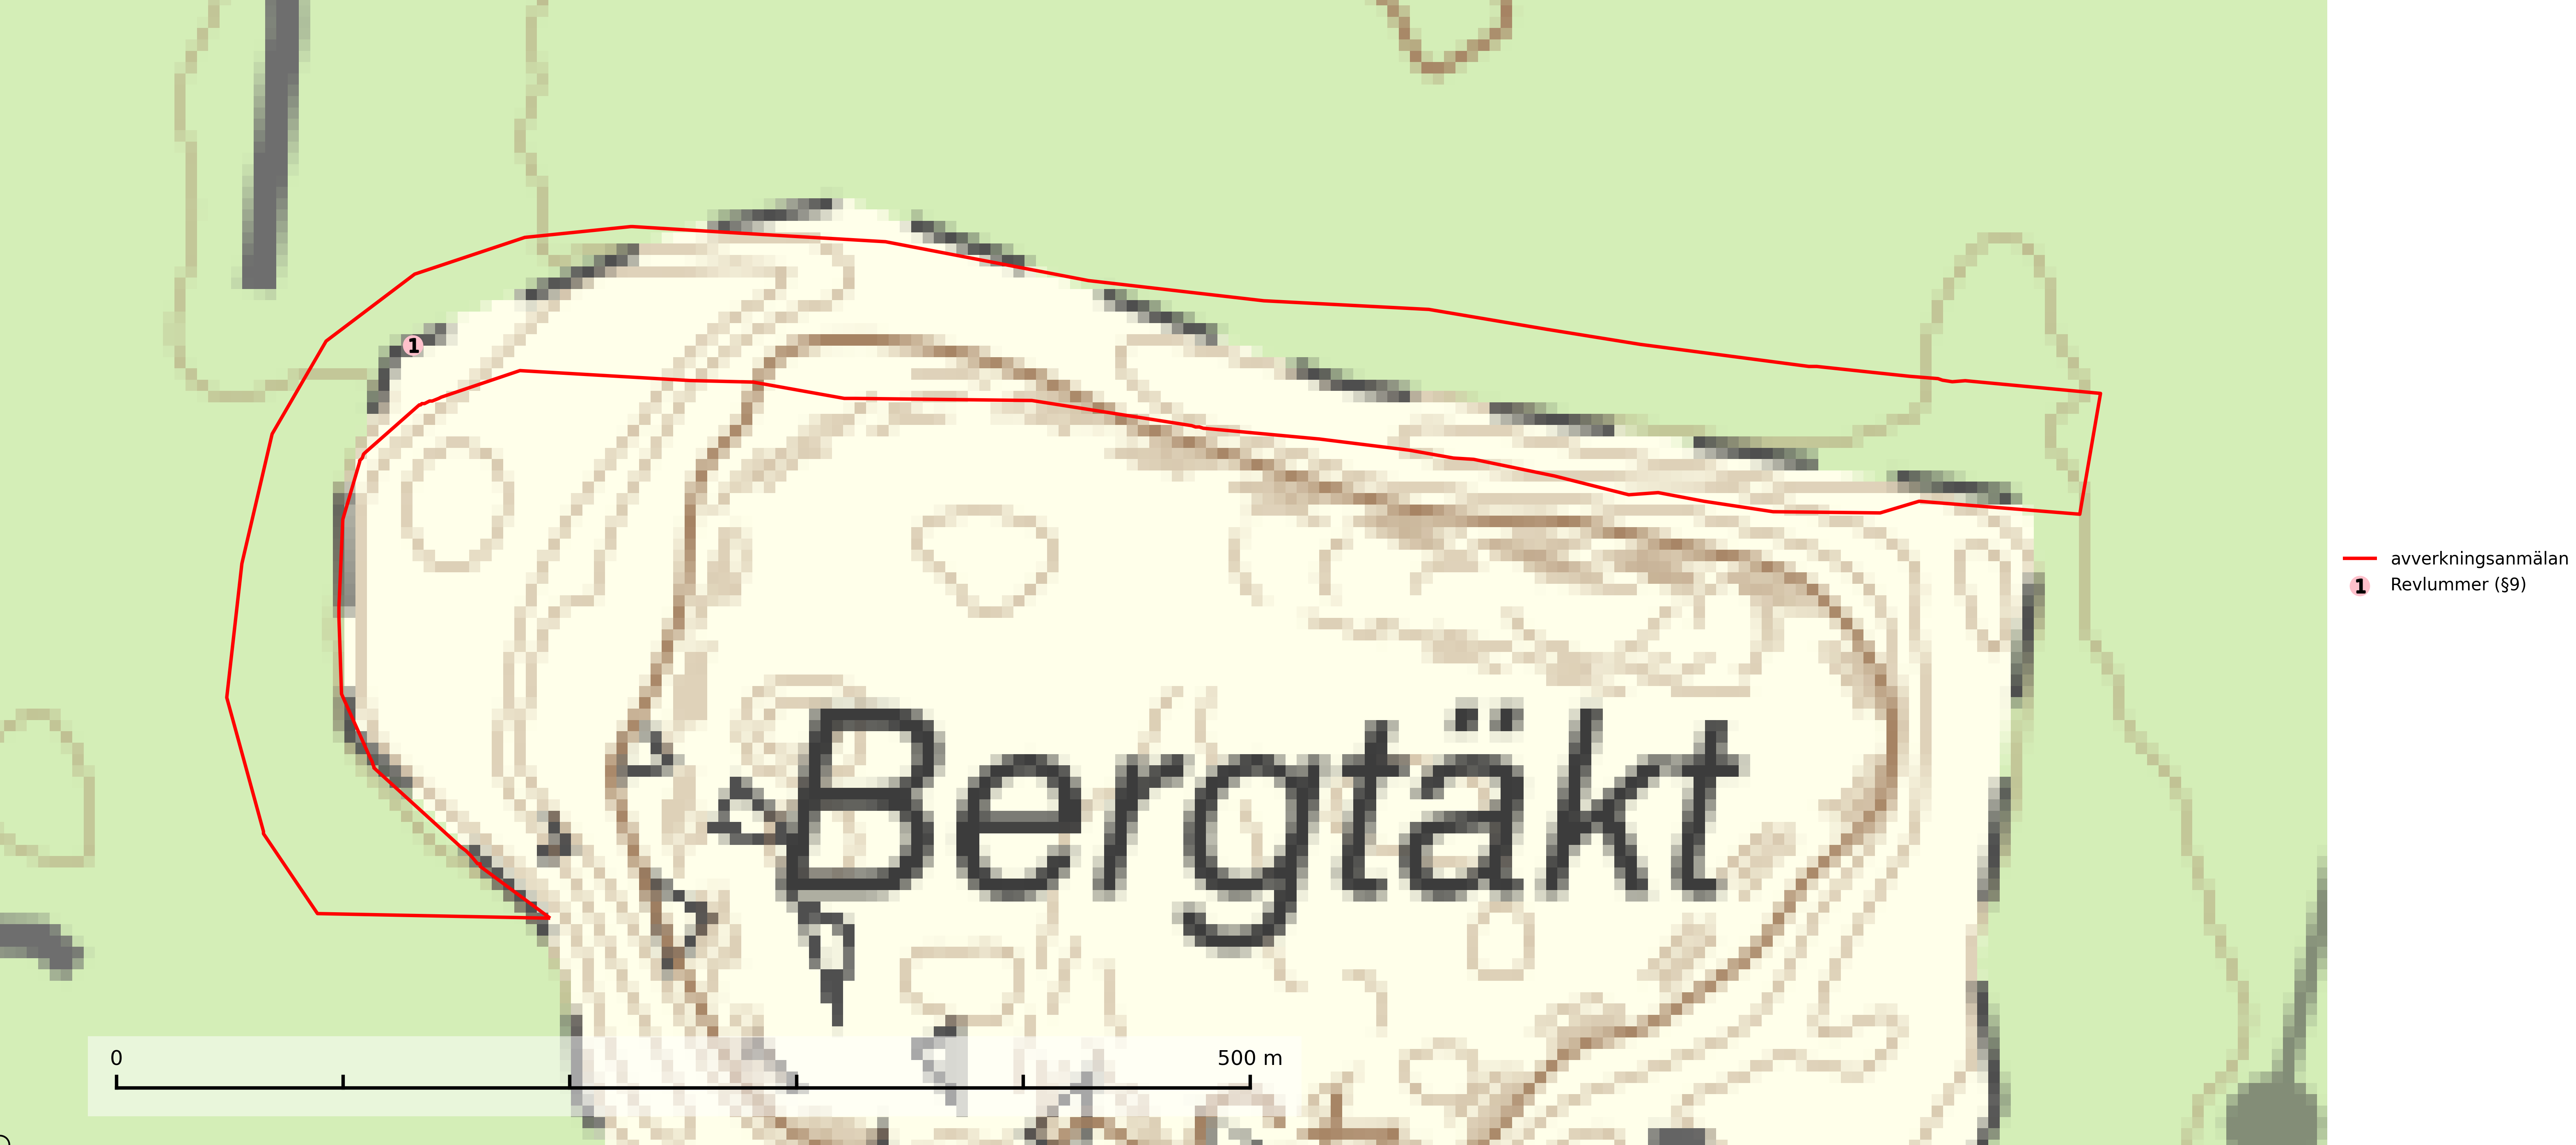 1
Bergtäkt
0 500 m
avverkningsanmälan
1 Revlummer (§9)